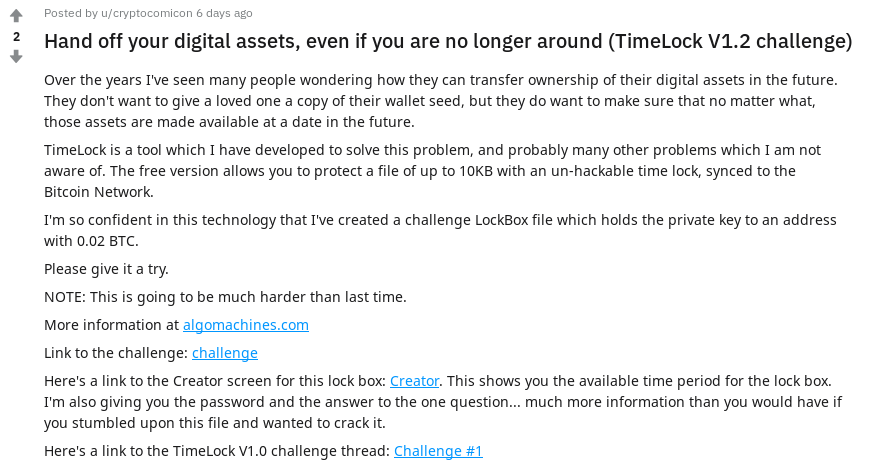 Posted by u/cryptocomicon 6 days ago
2
Hand off your digital assets, even if you are no longer around (TimeLock V1.2 challenge)
Over the years I've seen many people wondering how they can transfer ownership of their digital assets in the future.
They don't want to give a loved one a copy of their wallet seed, but they do want to make sure that no matter what,
those assets are made available at a date in the future.
TimeLock is a tool which I have developed to solve this problem, and probably many other problems which I am not
aware of. The free version allows you to protect a file of up to 10KB with an un-hackable time lock, synced to the
Bitcoin Network.
I'm so confident in this technology that I've created a challenge LockBox file which holds the private key to an address
with 0.02 BTC.
Please give it a try.
NOTE: This is going to be much harder than last time.
More information at algomachines.com
Link to the challenge: challenge
Here's a link to the Creator screen for this lock box: Creator. This shows you the available time period for the lock box.
I'm also giving you the password and the answer to the one question... much more information than you would have if
you stumbled upon this file and wanted to crack it.
Here's a link to the TimeLock V1.0 challenge thread: Challenge #1